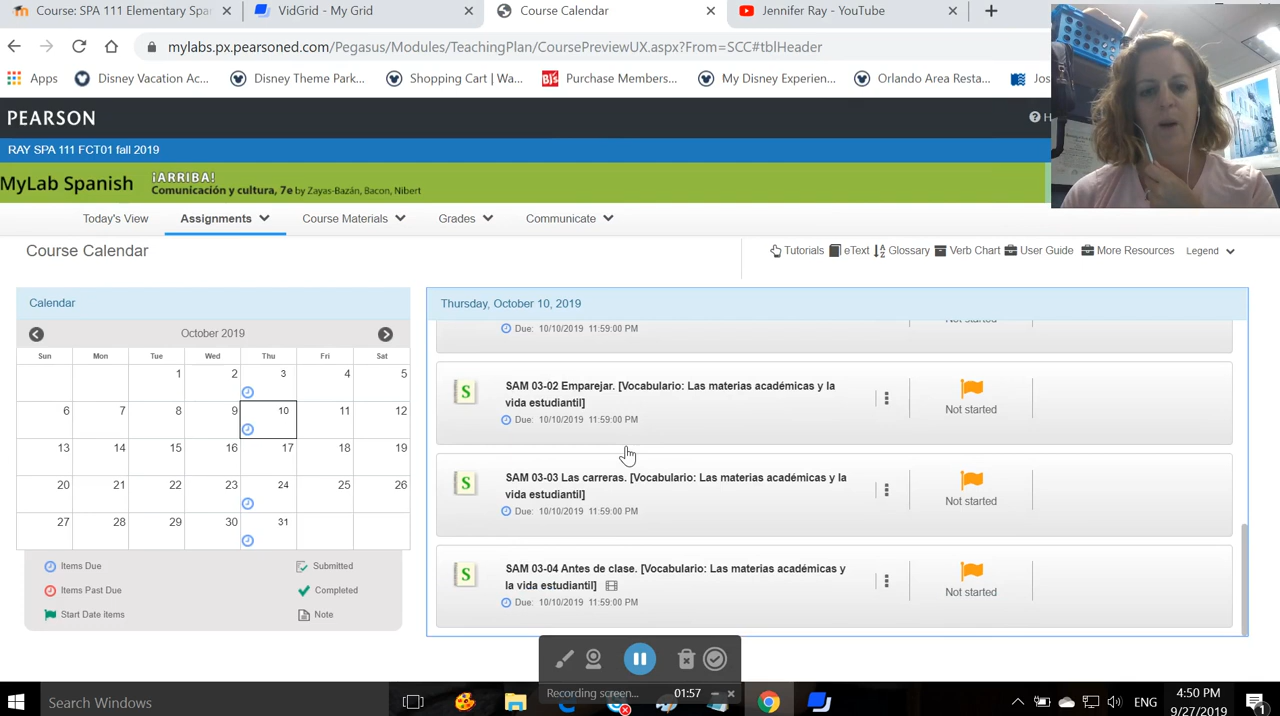 Course: SPA 111 Elementary Spa
VidGrid - My Grid
Course Calendar
Jennifer Ray - YouTube
mylabs.px.pearsoned.com/Pegasus/Modules/TeachingPlan/CoursePreviewUX.aspx?From=SCC#tblHeader
Apps
Disney Vacation Ac...
Disney Theme Park...
Shopping Cart | Wa...
Purchase Members...
My Disney Experien...
Orlando Area Resta...
Jos
PEARSON
H
RAY SPA 111 FCT01 fall 2019
MyLab Spanish
¡ARRIBA!
Comunicación y cultura, 7e by Zayas-Bazán, Bacon, Nibert
Today's View
Assignments
Course Materials
Grades
Communicate
Course Calendar
Tutorials
eText
Glossary
Verb Chart
User Guide
More Resources
Legend
Calendar
October 2019
Sun Mon Tue Wed Thu Fri Sat
1 2 3 4 5
6 7 8 9 10 11 12
13 14 15 16 17 18 19
20 21 22 23 24 25 26
27 28 29 30 31
Items Due
Submitted
Items Past Due
Completed
Start Date items
Note
Thursday, October 10, 2019
Due: 10/10/2019 11:59:00 PM
Not started
SAM 03-02 Emparejar. [Vocabulario: Las materias académicas y la
vida estudiantil]
Due: 10/10/2019 11:59:00 PM
Not started
SAM 03-03 Las carreras. [Vocabulario: Las materias académicas y la
vida estudiantil]
Due: 10/10/2019 11:59:00 PM
Not started
SAM 03-04 Antes de clase. [Vocabulario: Las materias académicas y
la vida estudiantil]
Due: 10/10/2019 11:59:00 PM
Not started
Recording screen...
01:57
Search Windows
ENG
4:50 PM
9/27/2019
1